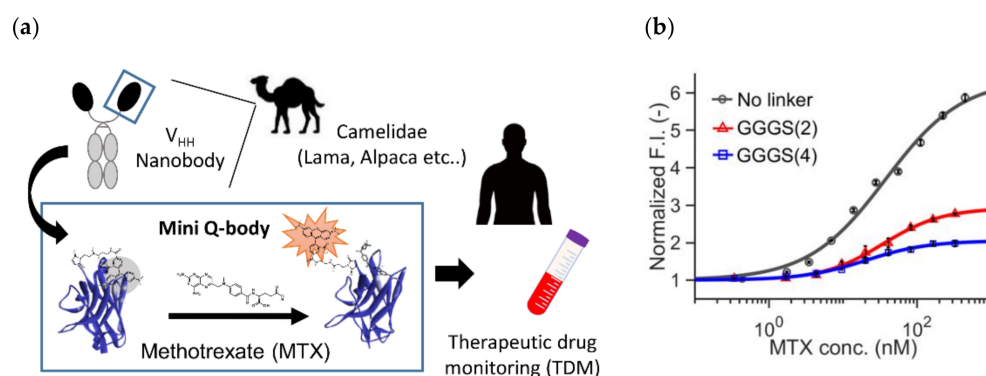 (a)
V_HH
Nanobody
Camelidae
(Lama, Alpaca etc..)
Mini Q-body
Methotrexate (MTX)
Therapeutic drug
monitoring (TDM)
(b)
Normalized F.I. (-)
6
5
4
3
2
1
No linker
GGGS(2)
GGGS(4)
10^0
10^2
MTX conc. (nM)